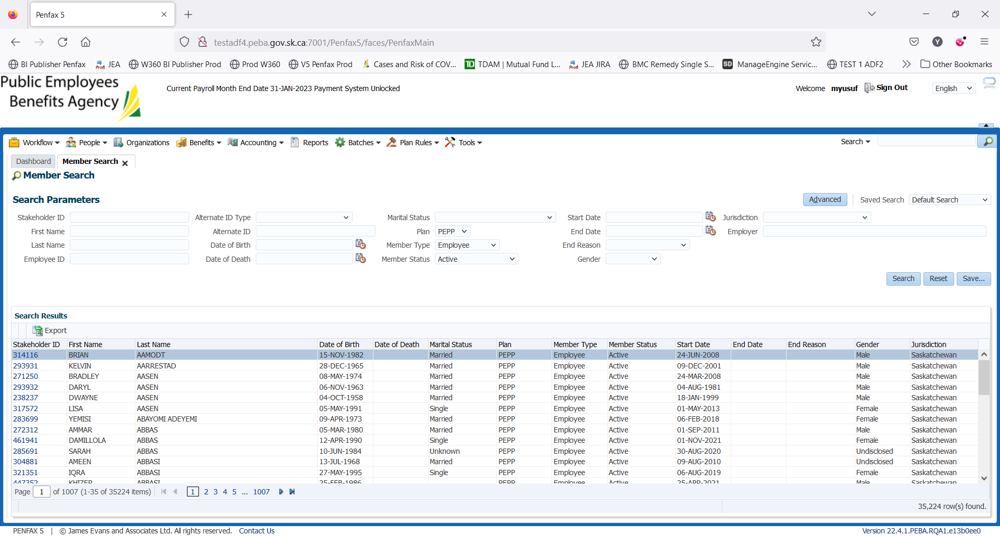 Penfax 5
testadf4.peba.gov.sk.ca:7001/Penfax5/faces/PenfaxMain
BI Publisher Penfax JEA W360 BI Publisher Prod Prod W360 V5 Penfax Prod Cases and Risk of COV... TDAM | Mutual Fund L... JEA JIRA BMC Remedy Single S... ManageEngine Servic... TEST 1 ADF2 Other Bookmarks
Public Employees
Benefits Agency
Current Payroll Month End Date 31-JAN-2023 Payment System Unlocked
Welcome myusuf Sign Out English
Workflow People Organizations Benefits Accounting Reports Batches Plan Rules Tools Search
Dashboard Member Search
Member Search
Search Parameters Advanced Saved Search Default Search
Stakeholder ID Alternate ID Type Marital Status Start Date Jurisdiction
First Name Alternate ID Plan PEPP End Date Employer
Last Name Date of Birth Member Type Employee End Reason
Employee ID Date of Death Member Status Active Gender
Search Reset Save...
Search Results
Export
Stakeholder ID First Name Last Name Date of Birth Date of Death Marital Status Plan Member Type Member Status Start Date End Date End Reason Gender Jurisdiction
314116 BRIAN AAMODT 15-NOV-1982 Married PEPP Employee Active 24-JUN-2008 Male Saskatchewan
293931 KELVIN AARRESTAD 28-DEC-1965 Married PEPP Employee Active 09-DEC-2001 Male Saskatchewan
271250 BRADLEY AASEN 08-MAY-1974 Married PEPP Employee Active 24-MAR-2008 Male Saskatchewan
293932 DARYL AASEN 06-NOV-1963 Married PEPP Employee Active 04-AUG-1981 Male Saskatchewan
238237 DWAYNE AASEN 04-OCT-1958 Married PEPP Employee Active 18-JAN-1999 Male Saskatchewan
317572 LISA AASEN 05-MAY-1991 Single PEPP Employee Active 01-MAY-2013 Female Saskatchewan
283699 YEMISI ABAYOMI ADEYEMI 09-APR-1973 Married PEPP Employee Active 06-FEB-2018 Female Saskatchewan
272312 AMMAR ABBAS 05-MAR-1980 Married PEPP Employee Active 01-SEP-2011 Male Saskatchewan
461941 DAMILLOLA ABBAS 12-APR-1990 Single PEPP Employee Active 01-NOV-2021 Female Saskatchewan
285691 SARAH ABBAS 10-JUN-1984 Unknown PEPP Employee Active 30-AUG-2020 Undisclosed Saskatchewan
304881 AMEEN ABBASI 13-JUL-1968 Married PEPP Employee Active 09-AUG-2010 Undisclosed Saskatchewan
321351 IQRA ABBASI 27-MAY-1995 Single PEPP Employee Active 06-AUG-2019 Female Saskatchewan
447352 KHIZER ABBASI 25-FEB-1986 PEPP Employee Active 25-APR-2021 Male Saskatchewan
Page 1 of 1007 (1-35 of 35224 items) 1 2 3 4 5 ... 1007
35,224 row(s) found.
PENFAX 5 | © James Evans and Associates Ltd. All rights reserved. Contact Us Version 22.4.1.PEBA.RQA1.e13b0ee0